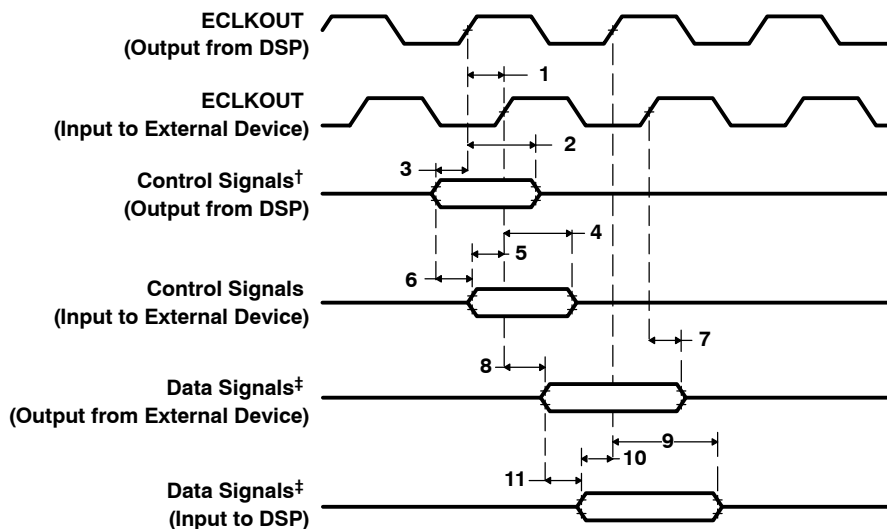 ECLKOUT
(Output from DSP)
1
ECLKOUT
(Input to External Device)
2
3
Control Signals†
(Output from DSP)
4
5
6
Control Signals
(Input to External Device)
7
8
Data Signals‡
(Output from External Device)
9
10
11
Data Signals‡
(Input to DSP)